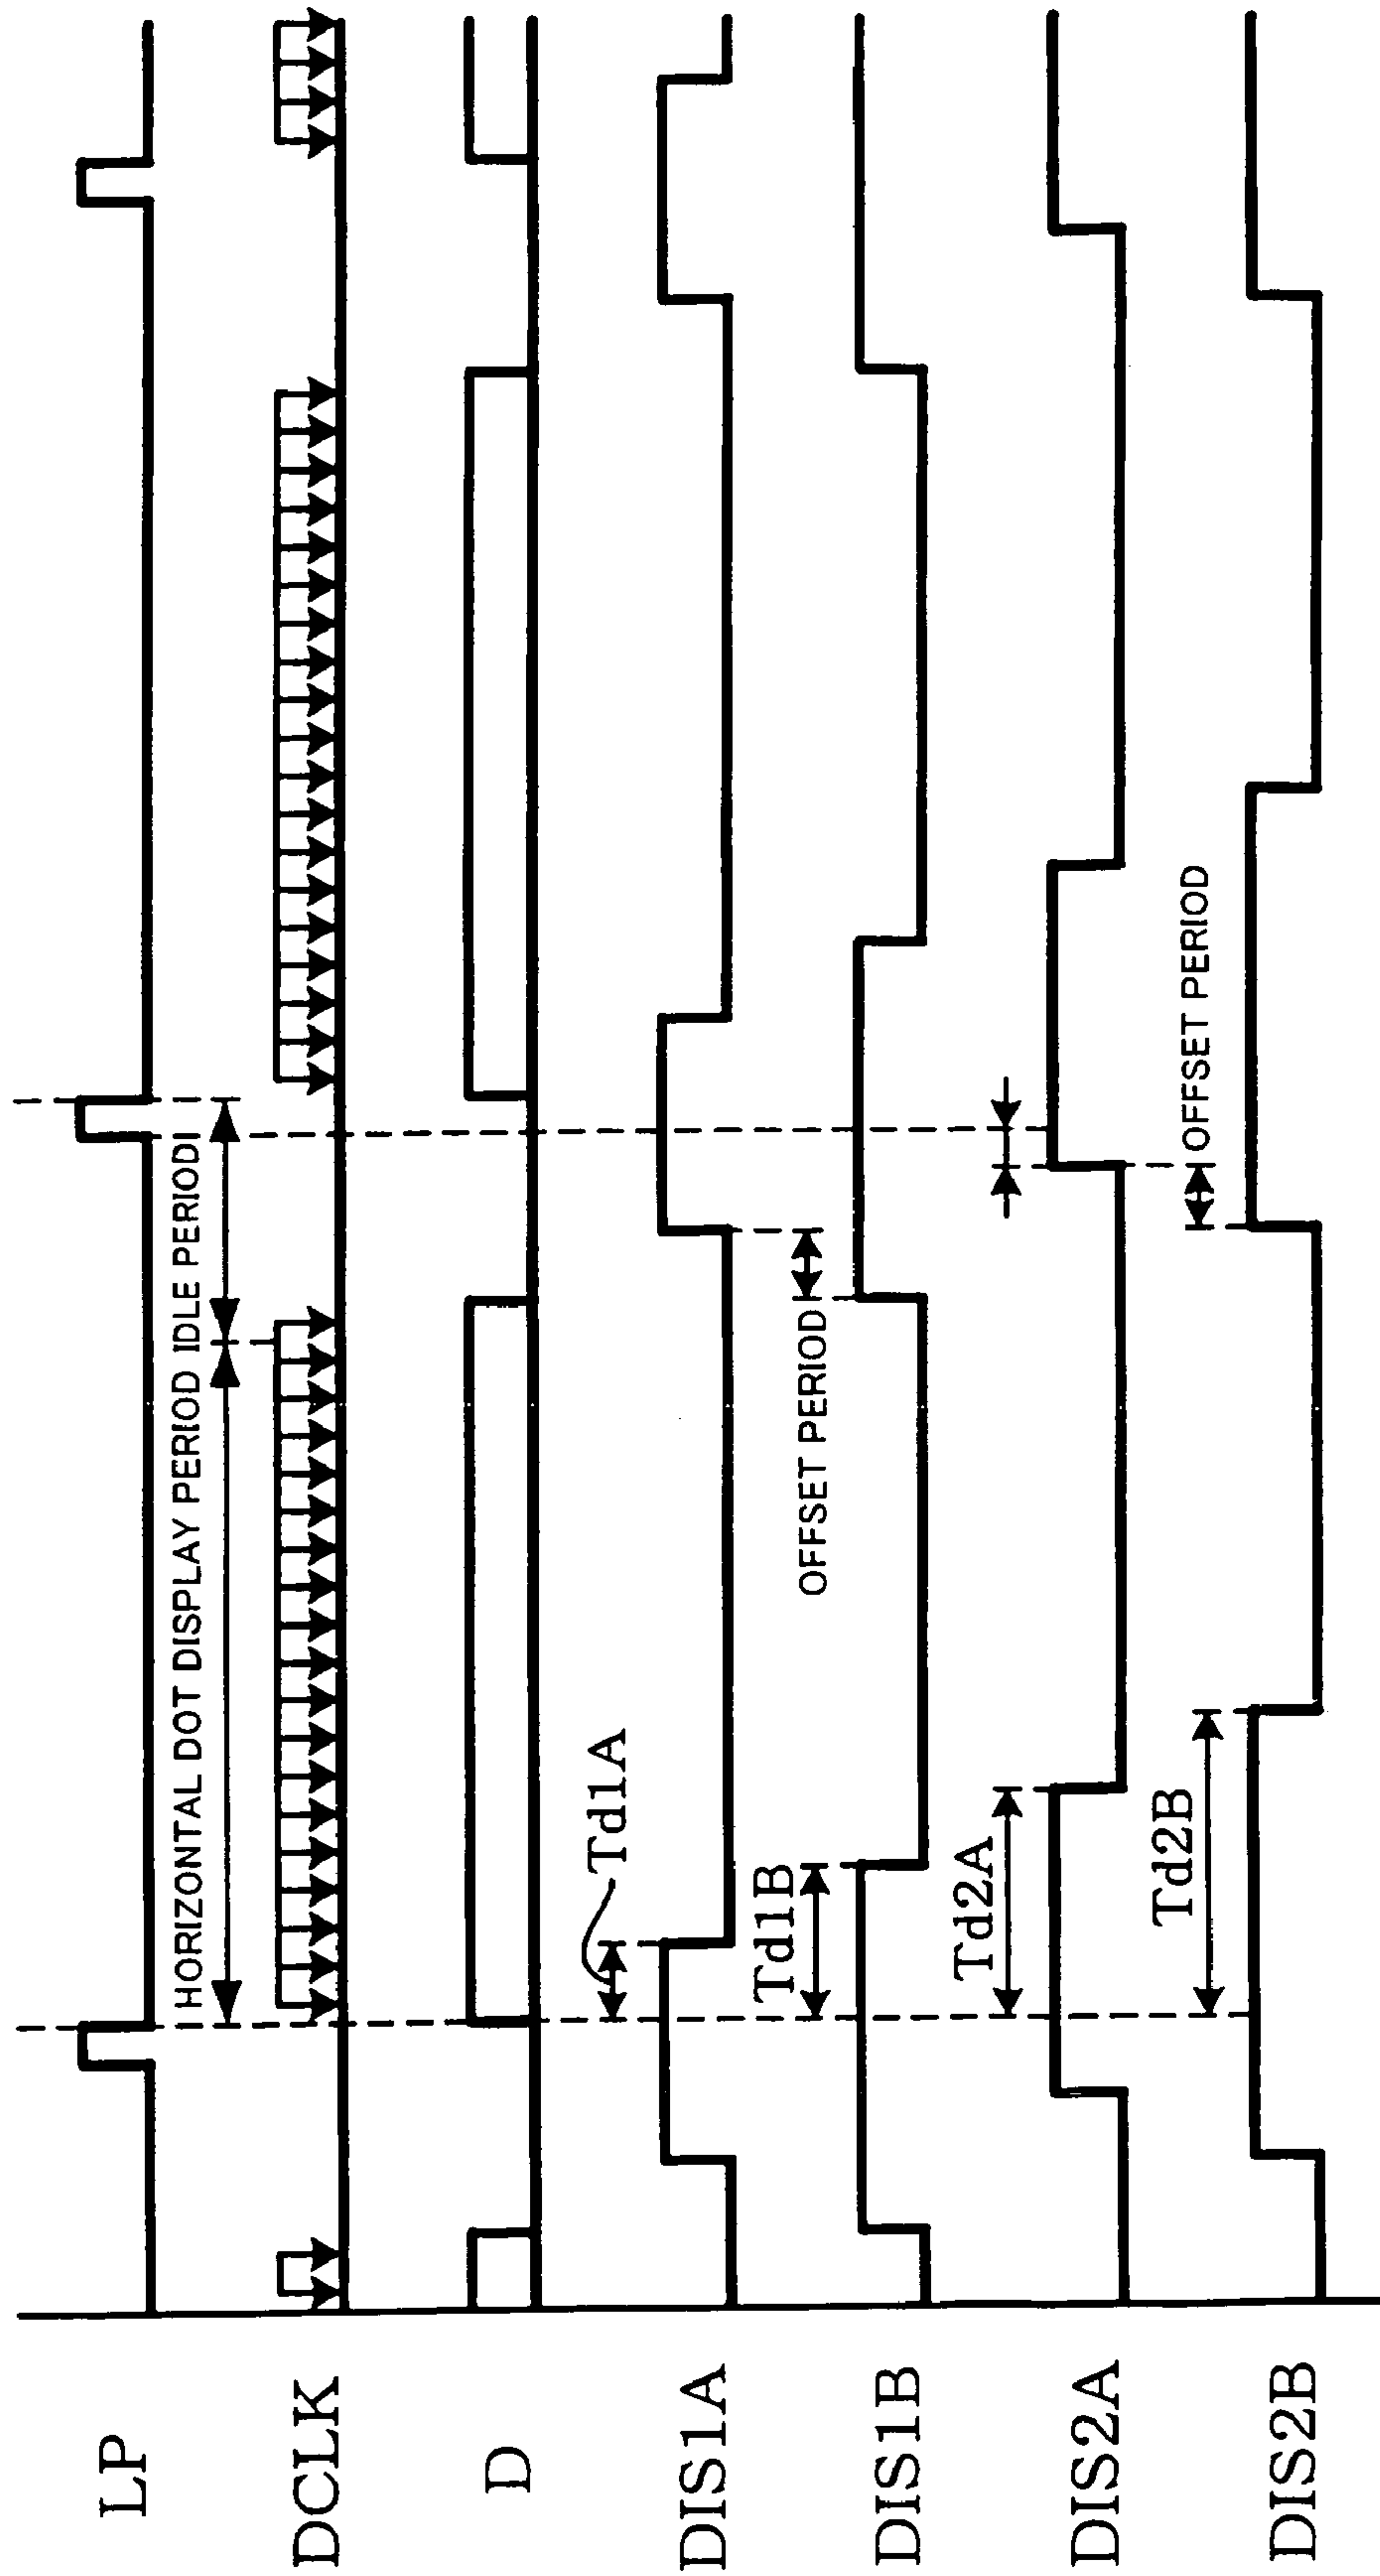 LP
HORIZONTAL DOT DISPLAY PERIOD
IDLE PERIOD
DCLK
D
DIS1A
Td1A
DIS1B
Td1B
OFFSET PERIOD
DIS2A
Td2A
DIS2B
Td2B
OFFSET PERIOD